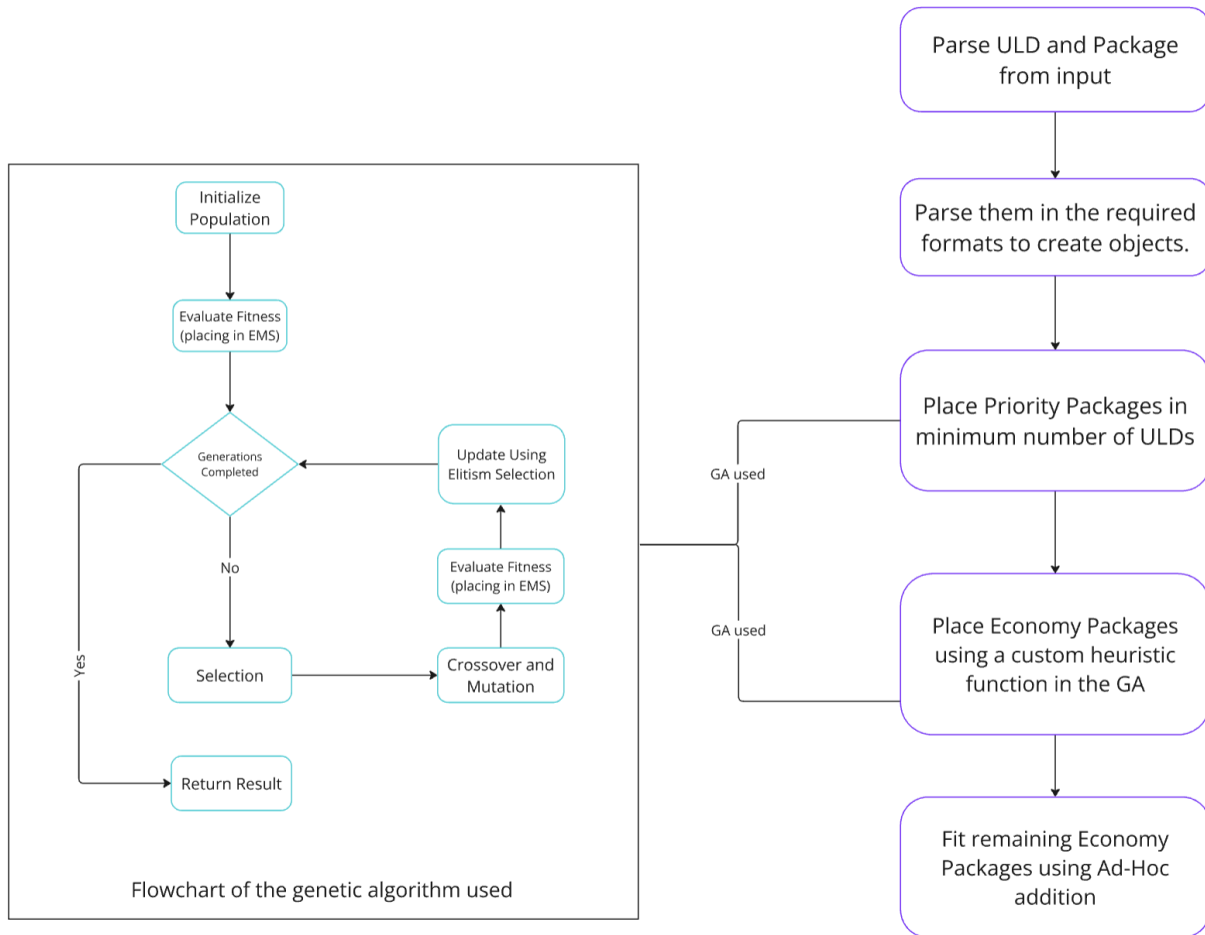 Initialize
Population
Evaluate Fitness
(placing in EMS)
Generations
Completed
No
Yes
Selection
Crossover and
Mutation
Evaluate Fitness
(placing in EMS)
Update Using
Elitism Selection
Return Result
Flowchart of the genetic algorithm used
GA used
GA used
Parse ULD and Package
from input
Parse them in the required
formats to create objects.
Place Priority Packages in
minimum number of ULDs
Place Economy Packages
using a custom heuristic
function in the GA
Fit remaining Economy
Packages using Ad-Hoc
addition